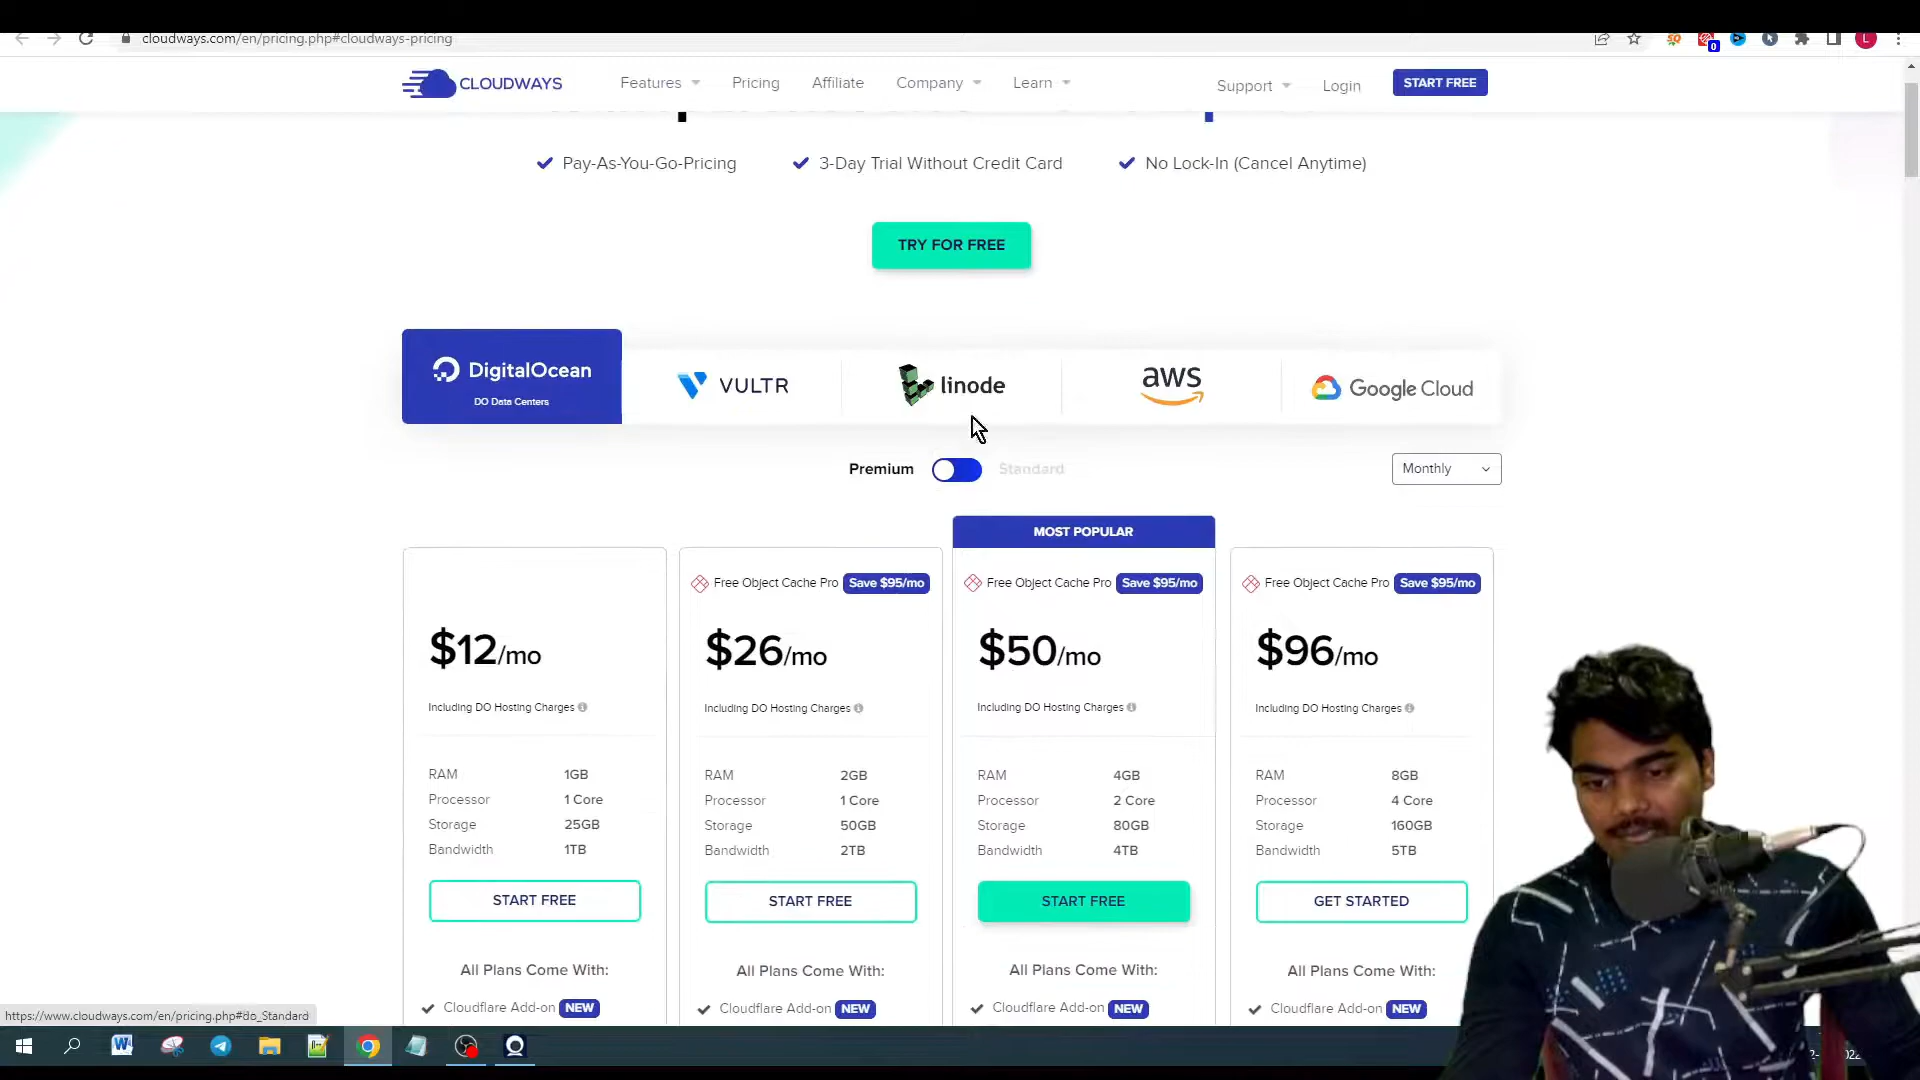 cloudways.com/en/pricing.php#cloudways-pricing
0
L
CLOUDWAYS
Features
Pricing
Affiliate
Company
Learn
Support
Login
START FREE
Pay-As-You-Go-Pricing
3-Day Trial Without Credit Card
No Lock-In (Cancel Anytime)
TRY FOR FREE
DigitalOcean
DO Data Centers
VULTR
linode
aws
Google Cloud
Premium
Standard
Monthly
$12/mo
Including DO Hosting Charges
RAM 1GB
Processor 1 Core
Storage 25GB
Bandwidth 1TB
START FREE
All Plans Come With:
Cloudflare Add-on NEW
Free Object Cache Pro Save $95/mo
$26/mo
Including DO Hosting Charges
RAM 2GB
Processor 1 Core
Storage 50GB
Bandwidth 2TB
START FREE
All Plans Come With:
Cloudflare Add-on NEW
MOST POPULAR
Free Object Cache Pro Save $95/mo
$50/mo
Including DO Hosting Charges
RAM 4GB
Processor 2 Core
Storage 80GB
Bandwidth 4TB
START FREE
All Plans Come With:
Cloudflare Add-on NEW
Free Object Cache Pro Save $95/mo
$96/mo
Including DO Hosting Charges
RAM 8GB
Processor 4 Core
Storage 160GB
Bandwidth 5TB
GET STARTED
All Plans Come With:
Cloudflare Add-on NEW
https://www.cloudways.com/en/pricing.php#do_Standard